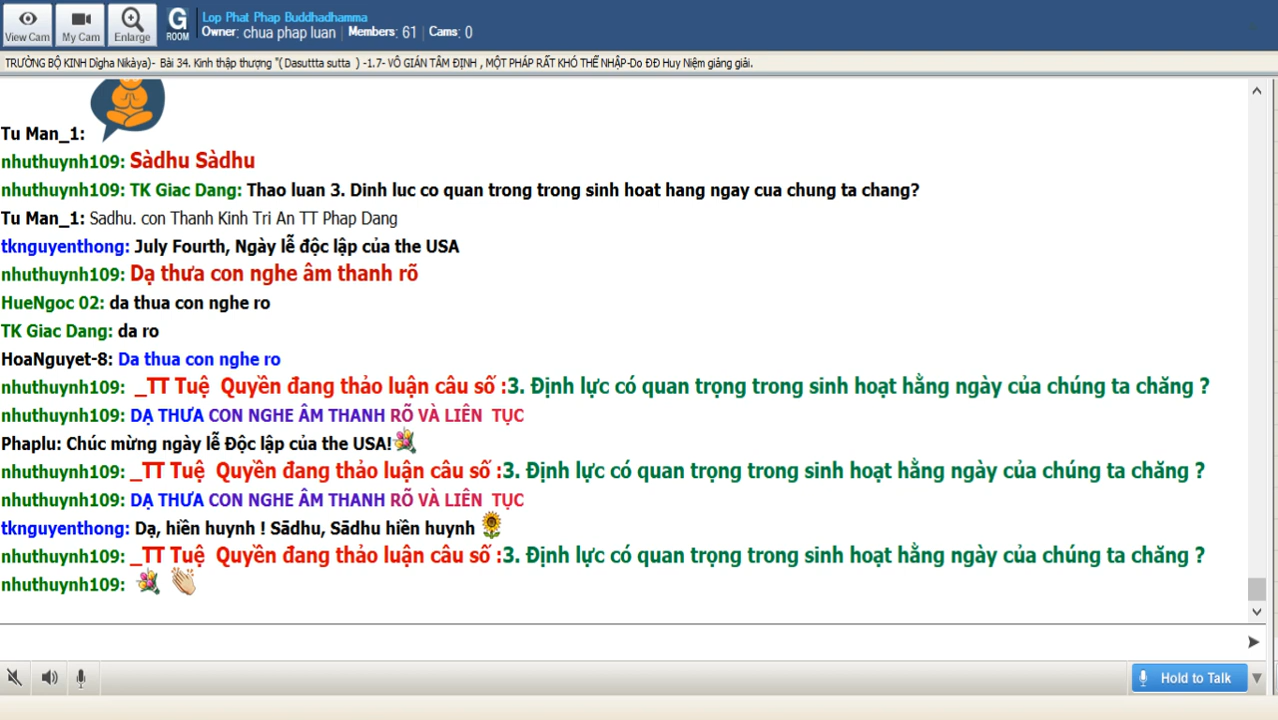 View Cam
My Cam
Enlarge
G
ROOM
Lop Phat Phap Buddhadhamma
Owner: chua phap luan | Members: 61 | Cams: 0
TRƯỜNG BỘ KINH Dìgha Nikàya)- Bài 34. Kinh thập thượng "( Dasuttta sutta ) -1.7- VÔ GIÁN TÂM ĐỊNH , MỘT PHÁP RẤT KHÓ THỂ NHẬP-Do ĐĐ Huy Niệm giảng giải.
Tu Man_1:
nhuthuynh109: Sàdhu Sàdhu
nhuthuynh109: TK Giac Dang: Thao luan 3. Dinh luc co quan trong trong sinh hoat hang ngay cua chung ta chang?
Tu Man_1: Sadhu. con Thanh Kinh Tri An TT Phap Dang
tknguyenthong: July Fourth, Ngày lễ độc lập của the USA
nhuthuynh109: Dạ thưa con nghe âm thanh rõ
HueNgoc 02: da thua con nghe ro
TK Giac Dang: da ro
HoaNguyet-8: Da thua con nghe ro
nhuthuynh109: _TT Tuệ Quyền đang thảo luận câu số :3. Định lực có quan trọng trong sinh hoạt hằng ngày của chúng ta chăng ?
nhuthuynh109: DẠ THƯA CON NGHE ÂM THANH RÕ VÀ LIÊN TỤC
Phaplu: Chúc mừng ngày lễ Độc lập của the USA!
nhuthuynh109: _TT Tuệ Quyền đang thảo luận câu số :3. Định lực có quan trọng trong sinh hoạt hằng ngày của chúng ta chăng ?
nhuthuynh109: DẠ THƯA CON NGHE ÂM THANH RÕ VÀ LIÊN TỤC
tknguyenthong: Dạ, hiền huynh ! Sādhu, Sādhu hiền huynh
nhuthuynh109: _TT Tuệ Quyền đang thảo luận câu số :3. Định lực có quan trọng trong sinh hoạt hằng ngày của chúng ta chăng ?
nhuthuynh109:
Hold to Talk